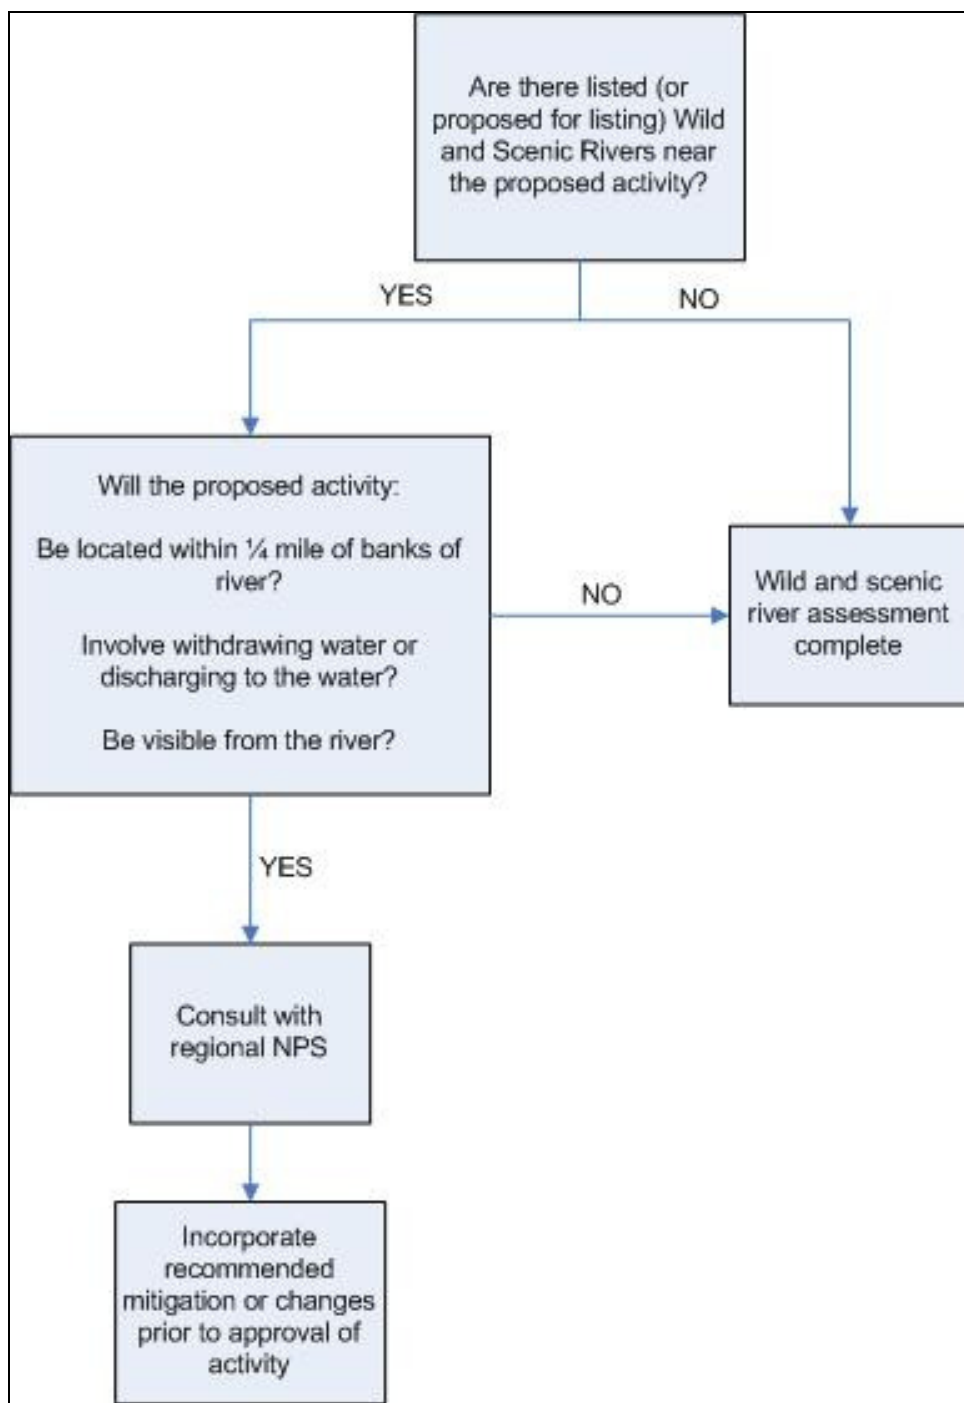 Are there listed (or
proposed for listing) Wild
and Scenic Rivers near
the proposed activity?
YES
NO
Will the proposed activity:
Be located within ¼ mile of banks of
river?
Involve withdrawing water or
discharging to the water?
Be visible from the river?
NO
Wild and scenic
river assessment
complete
YES
Consult with
regional NPS
Incorporate
recommended
mitigation or changes
prior to approval of
activity